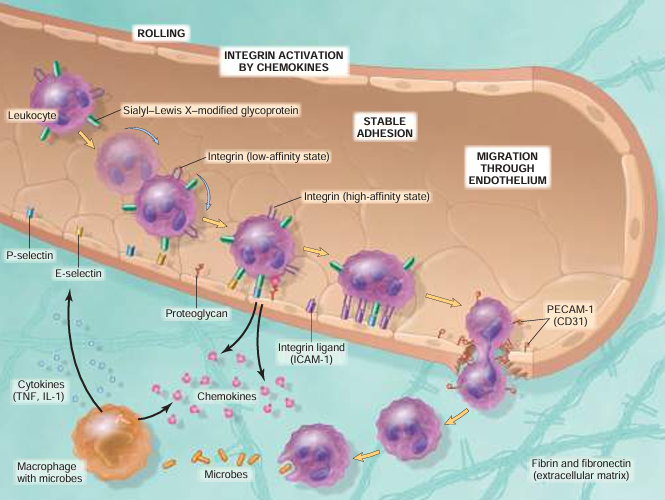 ROLLING
INTEGRIN ACTIVATION
BY CHEMOKINES
Leukocyte
Sialyl–Lewis X–modified glycoprotein
STABLE
ADHESION
Integrin (low-affinity state)
MIGRATION
THROUGH
ENDOTHELIUM
Integrin (high-affinity state)
P-selectin
E-selectin
Proteoglycan
PECAM-1
(CD31)
Integrin ligand
(ICAM-1)
Cytokines
(TNF, IL-1)
Chemokines
Macrophage
with microbes
Microbes
Fibrin and fibronectin
(extracellular matrix)